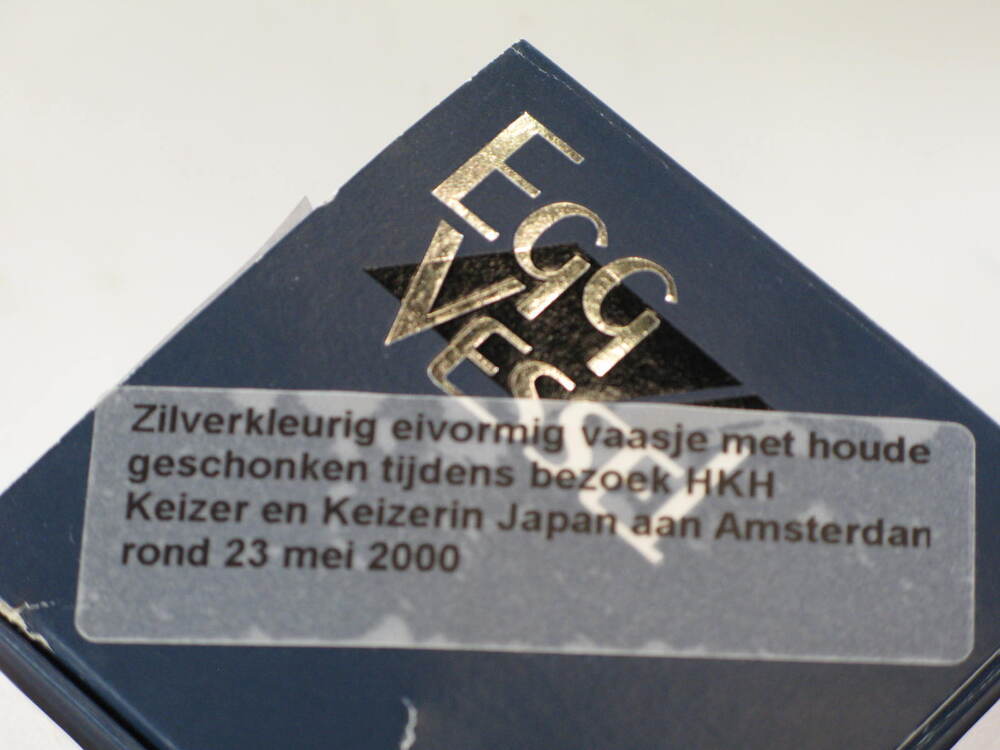 EGG
VESSEL
Zilverkleurig eivormig vaasje met houde
geschonken tijdens bezoek HKH
Keizer en Keizerin Japan aan Amsterdan
rond 23 mei 2000